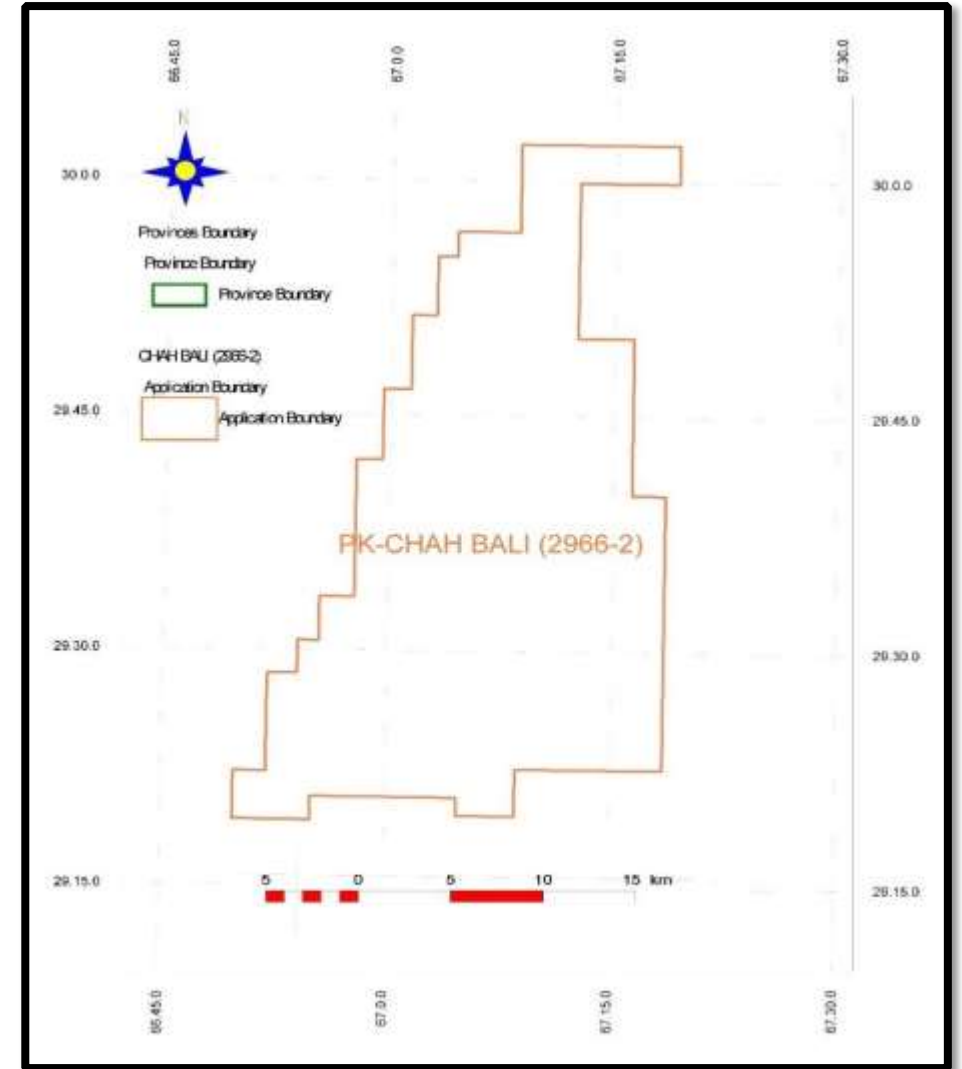 66.45.0
67.0.0
67.15.0
67.30.0
N
30.0.0
30.0.0
Provinces Boundary
Province Boundary
Province Boundary
CHAH BALI (2966-2)
Application Boundary
Application Boundary
29.45.0
29.45.0
PK-CHAH BALI (2966-2)
29.30.0
29.30.0
29.15.0
5 0 5 10 15 km
29.15.0
66.45.0
67.0.0
67.15.0
67.30.0